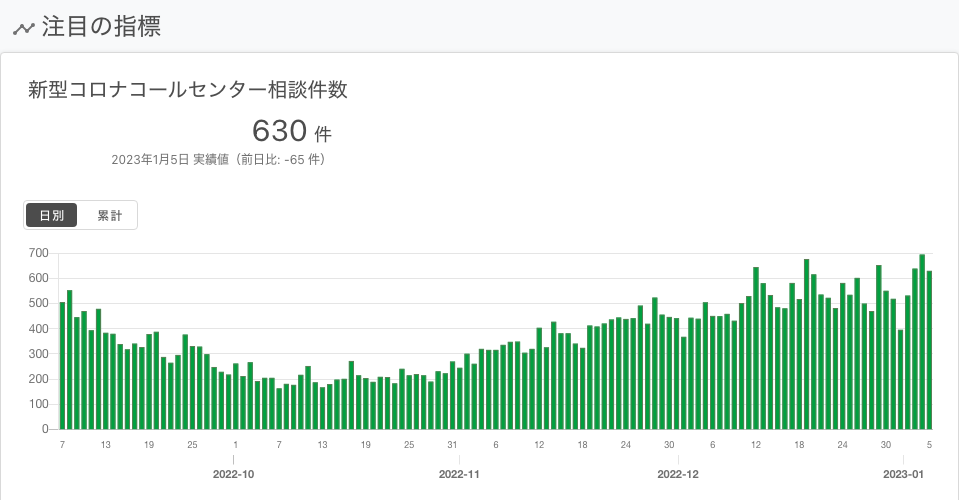 注目の指標
新型コロナコールセンター相談件数
630 件
2023年1月5日 実績値（前日比: -65 件）
日別 累計
700
600
500
400
300
200
100
0
7 13 19 25 1 7 13 19 25 31 6 12 18 24 30 6 12 18 24 30 5
2022-10 2022-11 2022-12 2023-01